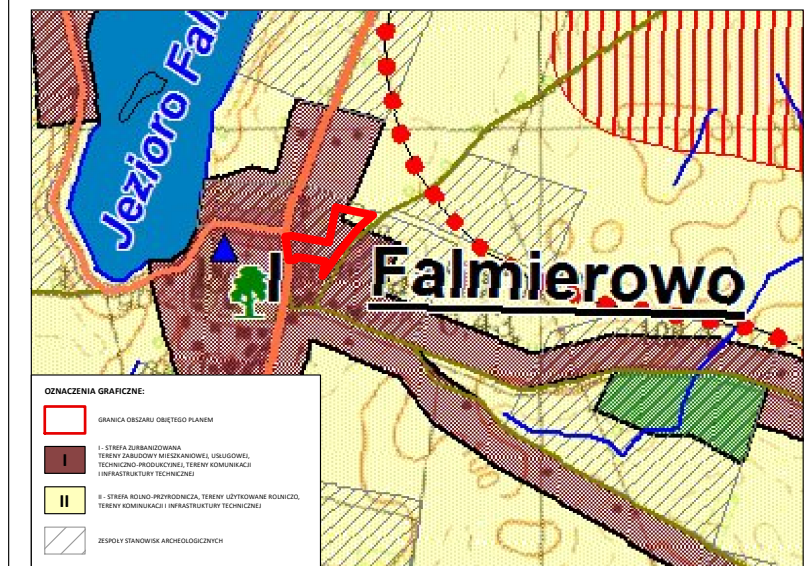 Jezioro Fal
I
Falmierowo
OZNACZENIA GRAFICZNE:
GRANICA OBSZARU OBJĘTEGO PLANEM
I
I - STREFA ZURBANIZOWANA
TERENY ZABUDOWY MIESZKANIOWEJ, USŁUGOWEJ,
TECHNICZNO-PRODUKCYJNEJ, TERENY KOMUNIKACJI
I INFRASTRUKTURY TECHNICZNEJ
II
II - STREFA ROLNO-PRZYRODNICZA, TERENY UŻYTKOWANE ROLNICZO,
TERENY KOMINUKACJI I INFRASTRUKTURY TECHNICZNEJ
ZESPOŁY STANOWISK ARCHEOLOGICZNYCH